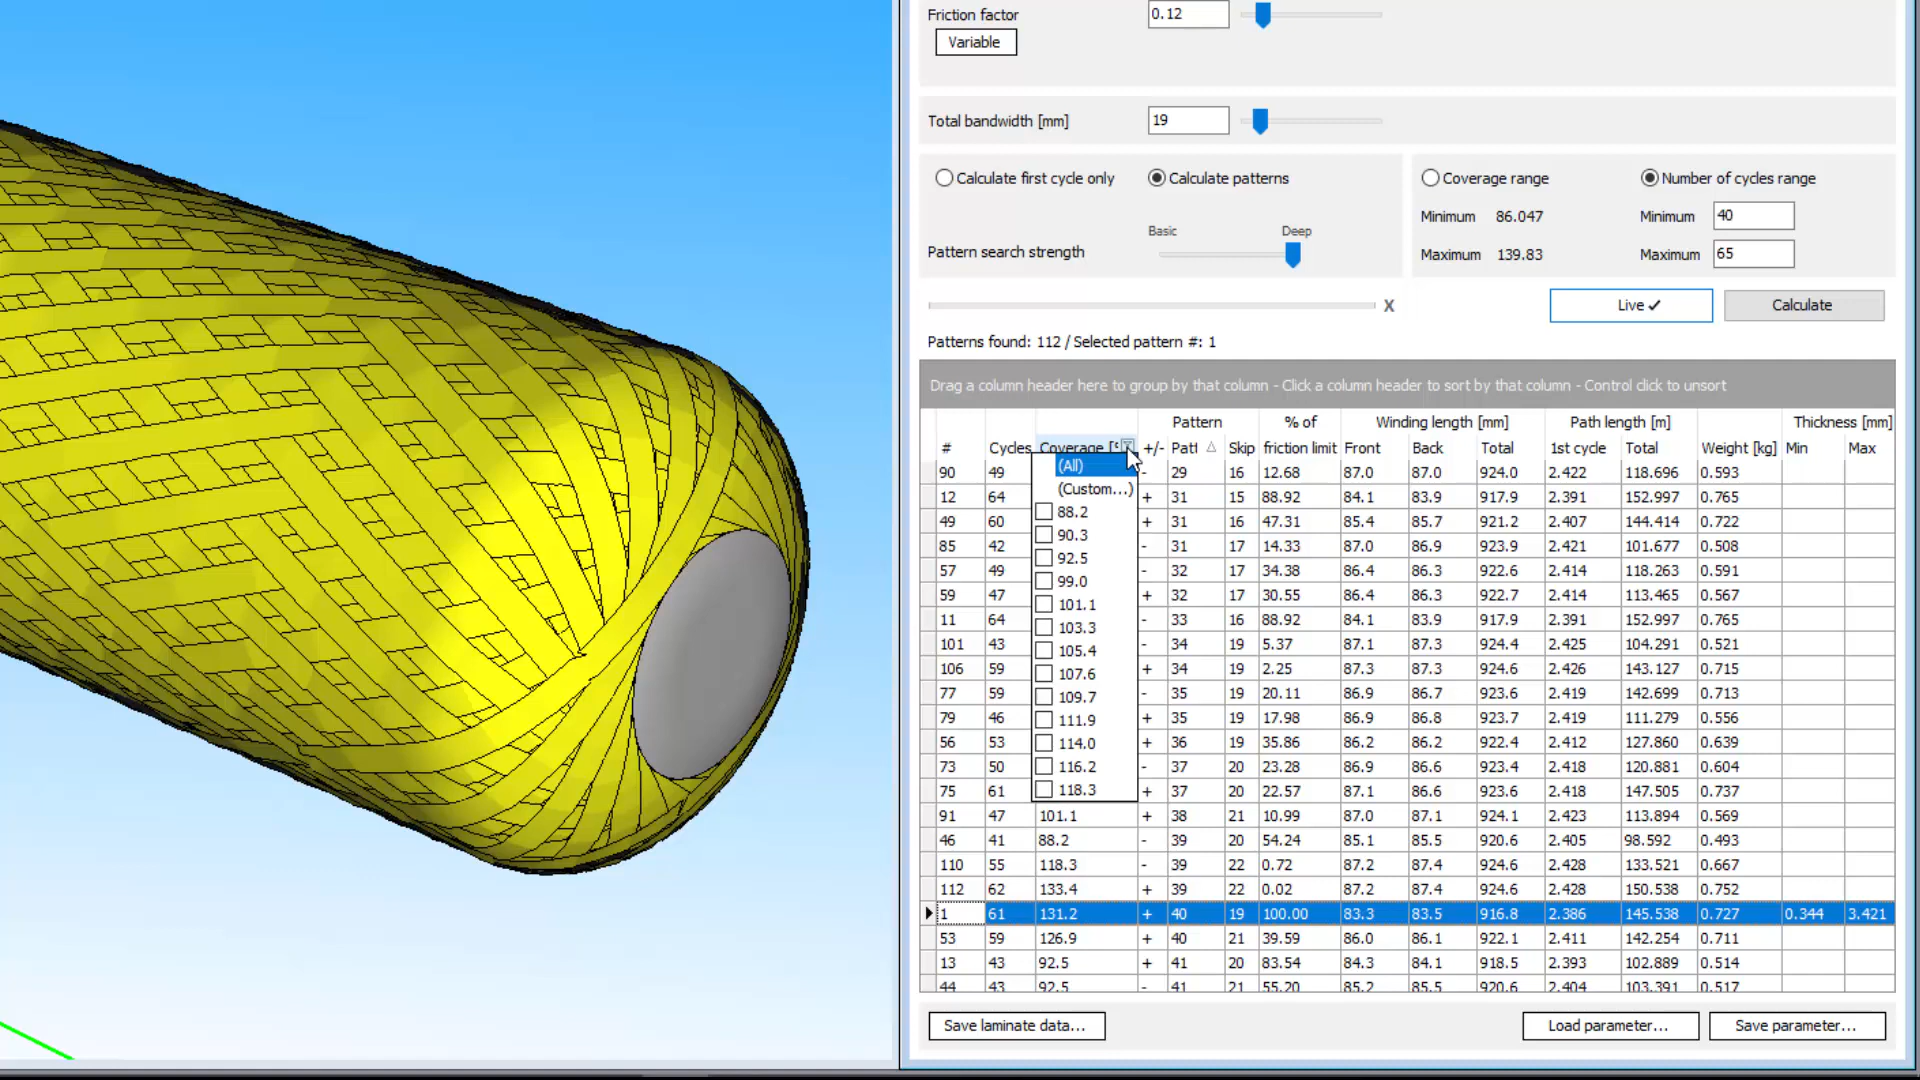 Friction factor 0.12
Variable
Total bandwidth [mm] 19
Calculate first cycle only Calculate patterns
Basic Deep
Pattern search strength
Coverage range Number of cycles range
Minimum 86.047 Minimum 40
Maximum 139.83 Maximum 65
X Live ✓ Calculate
Patterns found: 112 / Selected pattern #: 1
Drag a column header here to group by that column - Click a column header to sort by that column - Control click to unsort
Pattern % of Winding length [mm] Path length [m] Thickness [mm]
# Cycles Coverage +/- Skip friction limit Front Back Total 1st cycle Total Weight [kg] Min Max
(All)
(Custom...)
88.2
90.3
92.5
99.0
101.1
103.3
105.4
107.6
109.7
111.9
114.0
116.2
118.3
90 49 - 29 16 12.68 87.0 87.0 924.0 2.422 118.696 0.593
12 64 + 31 15 88.92 84.1 83.9 917.9 2.391 152.997 0.765
49 60 + 31 16 47.31 85.4 85.7 921.2 2.407 144.414 0.722
85 42 - 31 17 14.33 87.0 86.9 923.9 2.421 101.677 0.508
57 49 - 32 17 34.38 86.4 86.3 922.6 2.414 118.263 0.591
59 47 + 32 17 30.55 86.4 86.3 922.7 2.414 113.465 0.567
11 64 - 33 16 88.92 84.1 83.9 917.9 2.391 152.997 0.765
101 43 - 34 19 5.37 87.1 87.3 924.4 2.425 104.291 0.521
106 59 + 34 19 2.25 87.3 87.3 924.6 2.426 143.127 0.715
77 59 - 35 19 20.11 86.9 86.7 923.6 2.419 142.699 0.713
79 46 + 35 19 17.98 86.9 86.8 923.7 2.419 111.279 0.556
56 53 + 36 19 35.86 86.2 86.2 922.4 2.412 127.860 0.639
73 50 - 37 20 23.28 86.9 86.6 923.4 2.418 120.881 0.604
75 61 + 37 20 22.57 87.1 86.6 923.6 2.418 147.505 0.737
91 47 101.1 + 38 21 10.99 87.0 87.1 924.1 2.423 113.894 0.569
46 41 88.2 - 39 20 54.24 85.1 85.5 920.6 2.405 98.592 0.493
110 55 118.3 - 39 22 0.72 87.2 87.4 924.6 2.428 133.521 0.667
112 62 133.4 + 39 22 0.02 87.2 87.4 924.6 2.428 150.538 0.752
1 61 131.2 + 40 19 100.00 83.3 83.5 916.8 2.386 145.538 0.727 0.344 3.421
53 59 126.9 + 40 21 39.59 86.0 86.1 922.1 2.411 142.254 0.711
13 43 92.5 + 41 20 83.54 84.3 84.1 918.5 2.393 102.889 0.514
44 43 92.5 - 41 21 55.20 85.2 85.5 920.6 2.404 103.391 0.517
Save laminate data... Load parameter... Save parameter...